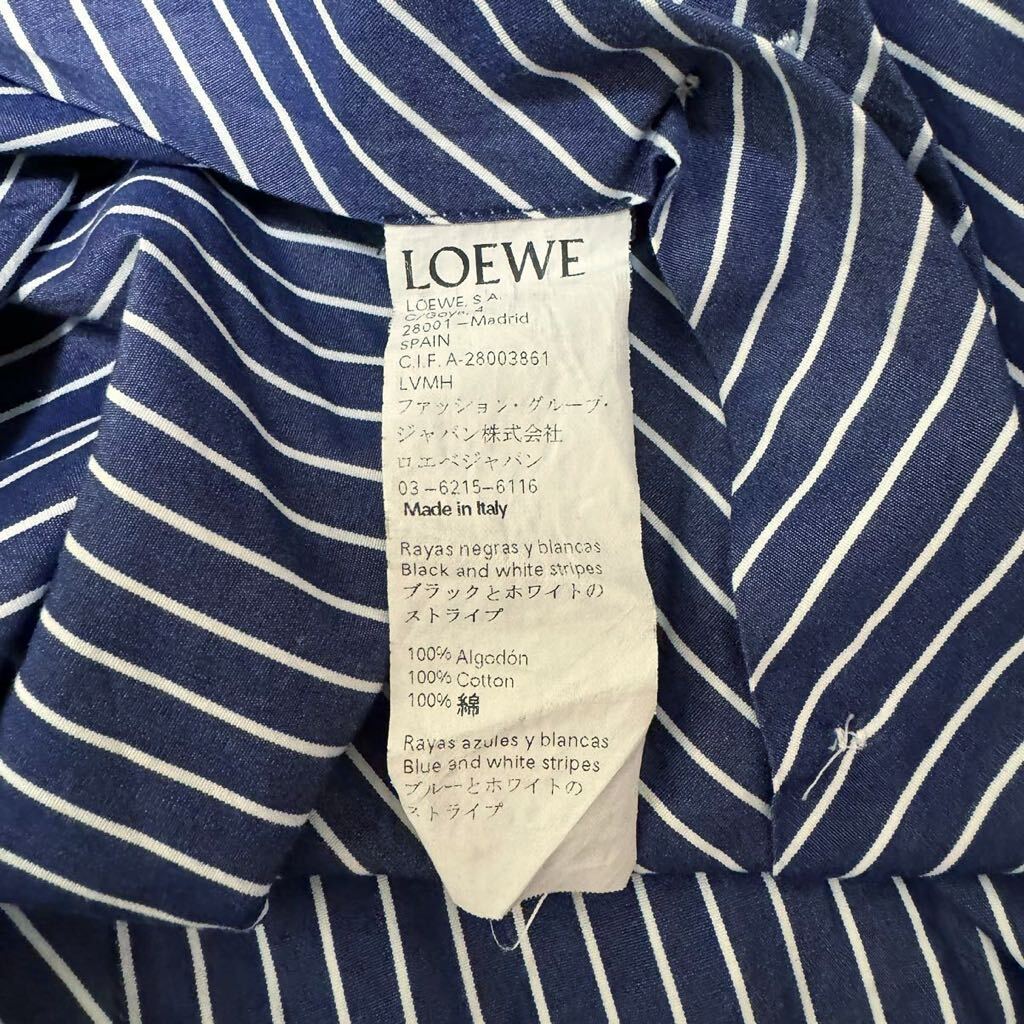 LOEWE
LOEWE, S.A.
C/Goya, 4
28001-Madrid
SPAIN
C.I.F. A-28003861
LVMH
ファッション・グループ・
ジャパン株式会社
ロエベジャパン
03-6215-6116
Made in Italy
Rayas negras y blancas
Black and white stripes
ブラックとホワイトの
ストライプ
100% Algodón
100% Cotton
100% 綿
Rayas azules y blancas
Blue and white stripes
ブルーとホワイトの
ストライプ